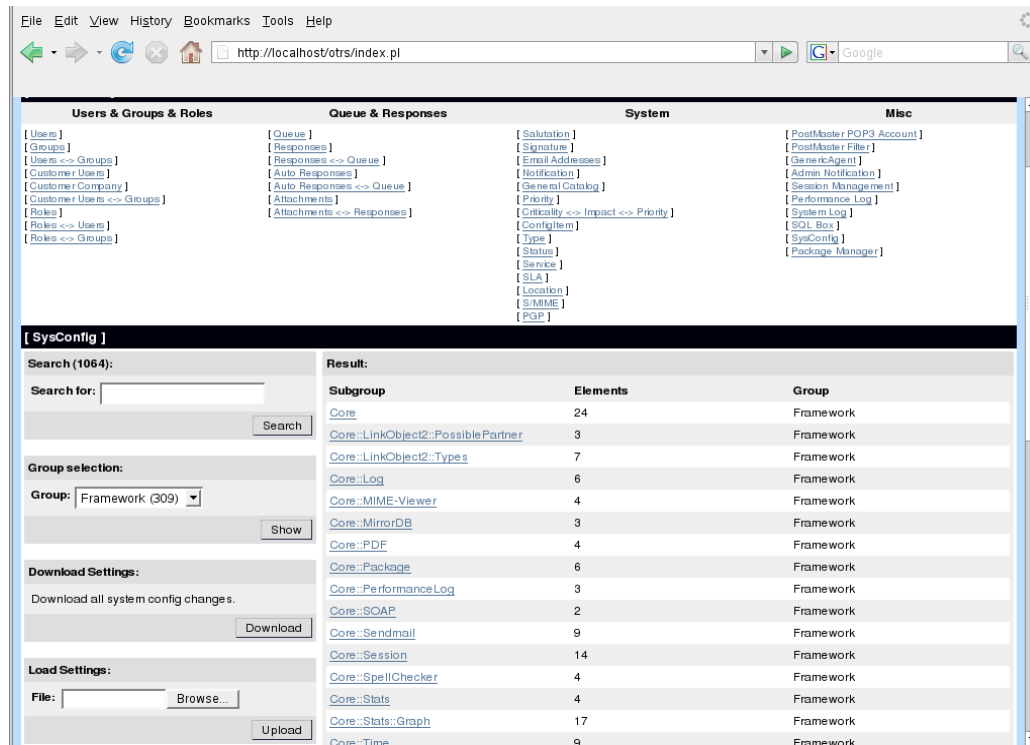 File Edit View History Bookmarks Tools Help
http://localhost/otrs/index.pl
G Google
Users & Groups & Roles
[ Users ]
[ Groups ]
[ Users <-> Groups ]
[ Customer Users ]
[ Customer Company ]
[ Customer Users <-> Groups ]
[ Roles ]
[ Roles <-> Users ]
[ Roles <-> Groups ]
Queue & Responses
[ Queue ]
[ Responses ]
[ Responses <-> Queue ]
[ Auto Responses ]
[ Auto Responses <-> Queue ]
[ Attachments ]
[ Attachments <-> Responses ]
System
[ Salutation ]
[ Signature ]
[ Email Addresses ]
[ Notification ]
[ General Catalog ]
[ Priority ]
[ Criticality <-> Impact <-> Priority ]
[ ConfigItem ]
[ Type ]
[ Status ]
[ Service ]
[ SLA ]
[ Location ]
[ S/MIME ]
[ PGP ]
Misc
[ PostMaster POP3 Account ]
[ PostMaster Filter ]
[ GenericAgent ]
[ Admin Notification ]
[ Session Management ]
[ Performance Log ]
[ System Log ]
[ SQL Box ]
[ SysConfig ]
[ Package Manager ]
[ SysConfig ]
Search (1064):
Search for:
Search
Group selection:
Group: Framework (309)
Show
Download Settings:
Download all system config changes.
Download
Load Settings:
File: Browse...
Upload
Result:
Subgroup Elements Group
Core 24 Framework
Core::LinkObject2::PossiblePartner 3 Framework
Core::LinkObject2::Types 7 Framework
Core::Log 6 Framework
Core::MIME-Viewer 4 Framework
Core::MirrorDB 3 Framework
Core::PDF 4 Framework
Core::Package 6 Framework
Core::PerformanceLog 3 Framework
Core::SOAP 2 Framework
Core::Sendmail 9 Framework
Core::Session 14 Framework
Core::SpellChecker 4 Framework
Core::Stats 4 Framework
Core::Stats::Graph 17 Framework
Core::Time 9 Framework